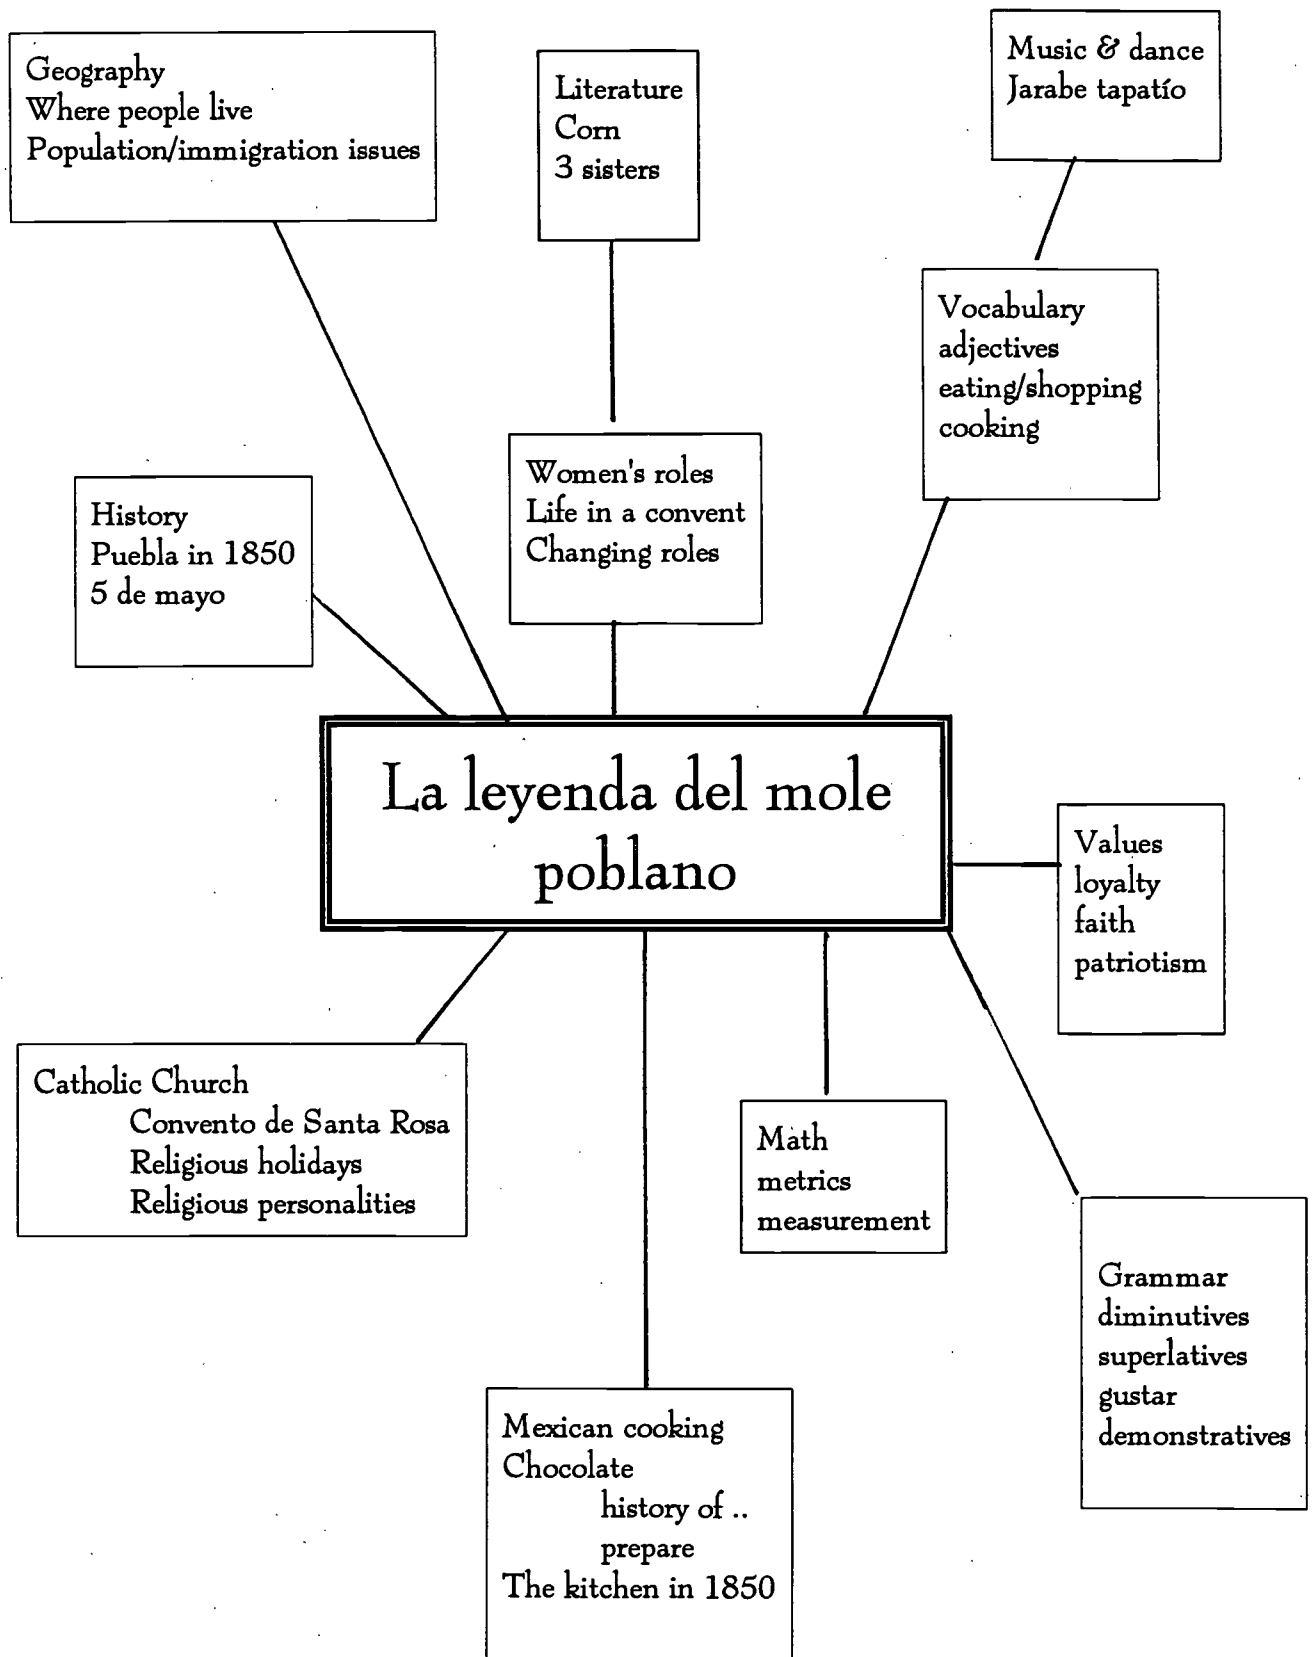 Geography
Where people live
Population/immigration issues
Literature
Corn
3 sisters
Music & dance
Jarabe tapatío
Vocabulary
adjectives
eating/shopping
cooking
Women's roles
Life in a convent
Changing roles
History
Puebla in 1850
5 de mayo
La leyenda del mole
poblano
Values
loyalty
faith
patriotism
Catholic Church
Convento de Santa Rosa
Religious holidays
Religious personalities
Math
metrics
measurement
Grammar
diminutives
superlatives
gustar
demonstratives
Mexican cooking
Chocolate
history of ..
prepare
The kitchen in 1850